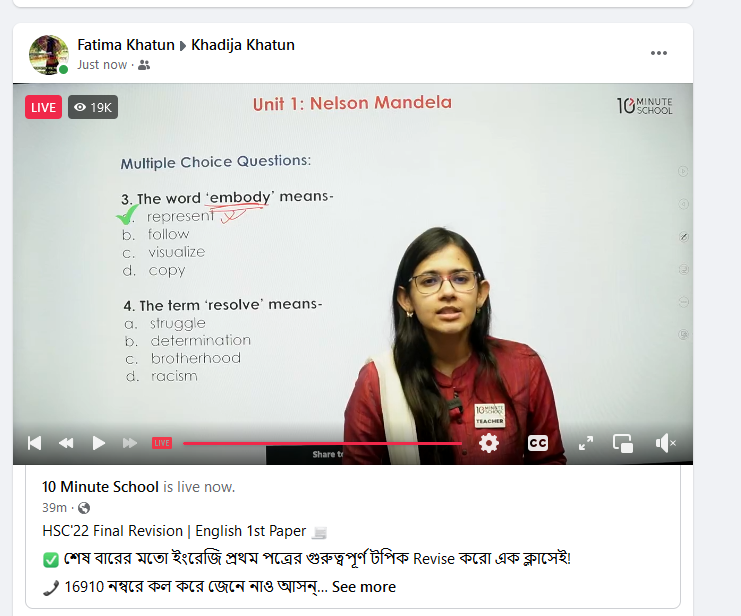 Fatima Khatun ▸ Khadija Khatun
Just now ·
LIVE 19K
Unit 1: Nelson Mandela
10 MINUTE SCHOOL
Multiple Choice Questions:
3. The word ‘embody’ means-
represent
b. follow
c. visualize
d. copy
4. The term ‘resolve’ means-
a. struggle
b. determination
c. brotherhood
d. racism
10 MINUTE SCHOOL
TEACHER
LIVE
CC
Share to
10 Minute School is live now.
39m ·
HSC'22 Final Revision | English 1st Paper
শেষ বারের মতো ইংরেজি প্রথম পত্রের গুরুত্বপূর্ণ টপিক Revise করো এক ক্লাসেই!
16910 নম্বরে কল করে জেনে নাও আসন্... See more